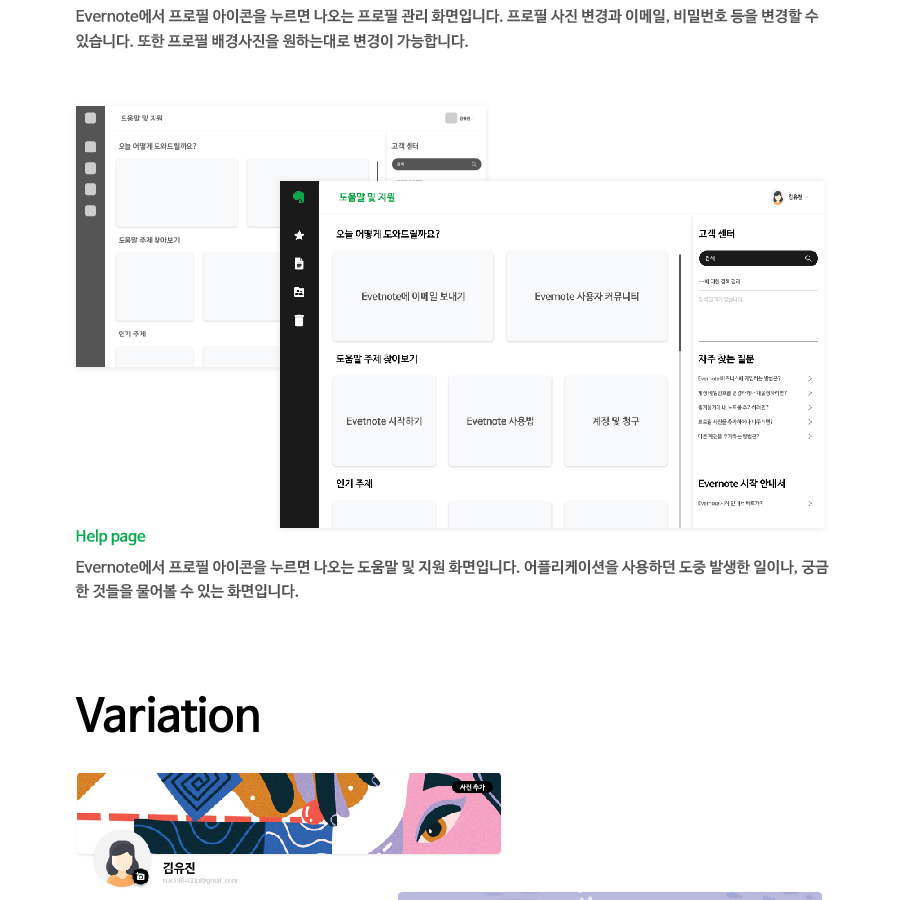 Evernote에서 프로필 아이콘을 누르면 나오는 프로필 관리 화면입니다. 프로필 사진 변경과 이메일, 비밀번호 등을 변경할 수
있습니다. 또한 프로필 배경사진을 원하는대로 변경이 가능합니다.
도움말 및 지원
김유진
오늘 어떻게 도와드릴까요?
고객 센터
검색
도움말 주제 찾아보기
인기 주제
도움말 및 지원
김유진
오늘 어떻게 도와드릴까요?
고객 센터
검색
Evetnote에 이메일 보내기
Evernote 사용자 커뮤니티
도움말 주제 찾아보기
자주 찾는 질문
Evetnote 시작하기
Evetnote 사용법
계정 및 청구
인기 주제
Evernote 시작 안내서
Help page
Evernote에서 프로필 아이콘을 누르면 나오는 도움말 및 지원 화면입니다. 어플리케이션을 사용하던 도중 발생한 일이나, 궁금
한 것들을 물어볼 수 있는 화면입니다.
Variation
사진 추가
김유진